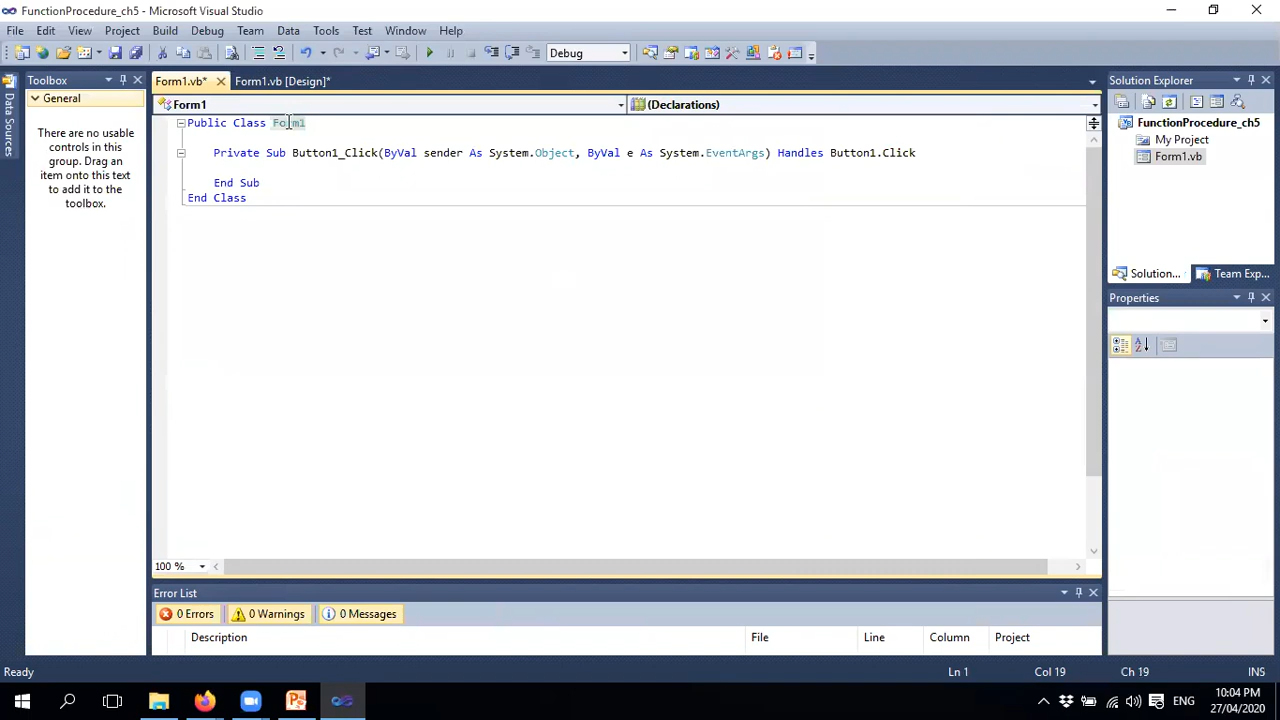 FunctionProcedure_ch5 - Microsoft Visual Studio
File Edit View Project Build Debug Team Data Tools Test Window Help
Debug
Data Sources
Toolbox
General
There are no usable
controls in this
group. Drag an
item onto this text
to add it to the
toolbox.
Form1.vb*
Form1.vb [Design]*
Form1
(Declarations)
Public Class Form1
Private Sub Button1_Click(ByVal sender As System.Object, ByVal e As System.EventArgs) Handles Button1.Click
End Sub
End Class
100 %
Error List
0 Errors
0 Warnings
0 Messages
Description
File
Line
Column
Project
Solution Explorer
FunctionProcedure_ch5
My Project
Form1.vb
Solution...
Team Exp...
Properties
Ready
Ln 1
Col 19
Ch 19
INS
ENG
10:04 PM
27/04/2020